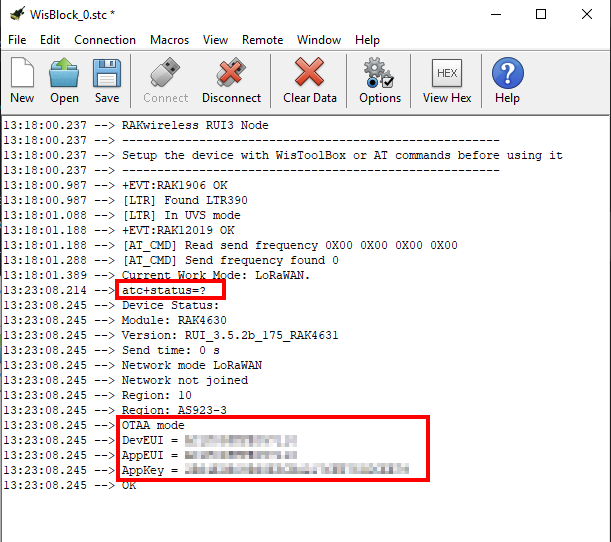 WisBlock_0.stc *
File Edit Connection Macros View Remote Window Help
HEX
New Open Save Connect Disconnect Clear Data Options View Hex Help
13:18:00.237 --> RAKwireless RUI3 Node
13:18:00.237 --> ------------------------------------------------------
13:18:00.237 --> Setup the device with WisToolBox or AT commands before using it
13:18:00.237 --> ------------------------------------------------------
13:18:00.987 --> +EVT:RAK1906 OK
13:18:00.987 --> [LTR] Found LTR390
13:18:01.088 --> [LTR] In UVS mode
13:18:01.188 --> +EVT:RAK12019 OK
13:18:01.188 --> [AT_CMD] Read send frequency 0X00 0X00 0X00 0X00
13:18:01.288 --> [AT_CMD] Send frequency found 0
13:18:01.389 --> Current Work Mode: LoRaWAN.
13:23:08.214 --> atc+status=?
13:23:08.245 --> Device Status:
13:23:08.245 --> Module: RAK4630
13:23:08.245 --> Version: RUI_3.5.2b_175_RAK4631
13:23:08.245 --> Send time: 0 s
13:23:08.245 --> Network mode LoRaWAN
13:23:08.245 --> Network not joined
13:23:08.245 --> Region: 10
13:23:08.245 --> Region: AS923-3
13:23:08.245 --> OTAA mode
13:23:08.245 --> DevEUI =
13:23:08.245 --> AppEUI =
13:23:08.245 --> AppKey =
13:23:08.245 --> OK